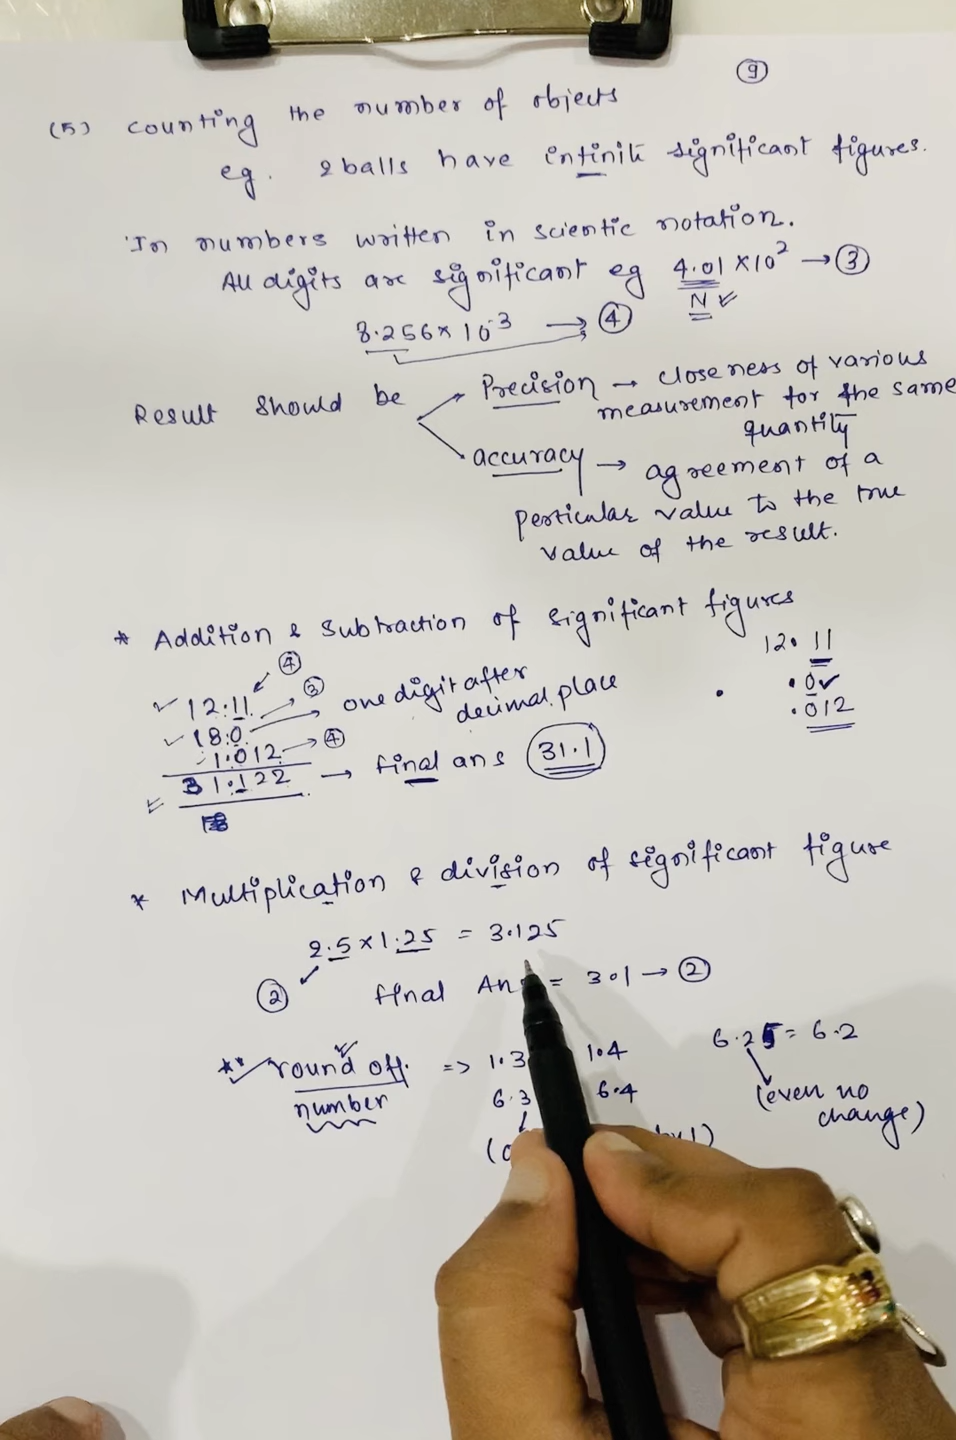 9
(5) counting the number of objects
eg. 2 balls have infinite significant figures.
In numbers written in scientic notation.
All digits are significant eg 4.01 × 10² → 3
N ✓
8.256 × 10⁻³ → 4
Result should be
Precision → closeness of various
measurement for the same
quantity
accuracy → agreement of a
perticular value to the true
value of the result.
* Addition & subtraction of significant figures
12.11 4
18.0 3 one digit after
decimal place
1.012 → 4
31.122 → final ans 31.1
12.11
.0
.012
* Multiplication & division of significant figure
2.5 × 1.25 = 3.125
2
final An = 3.1 → 2
** round off. => 1.3 1.4
number
6.3 6.4
6.25 = 6.2
(even no
change)